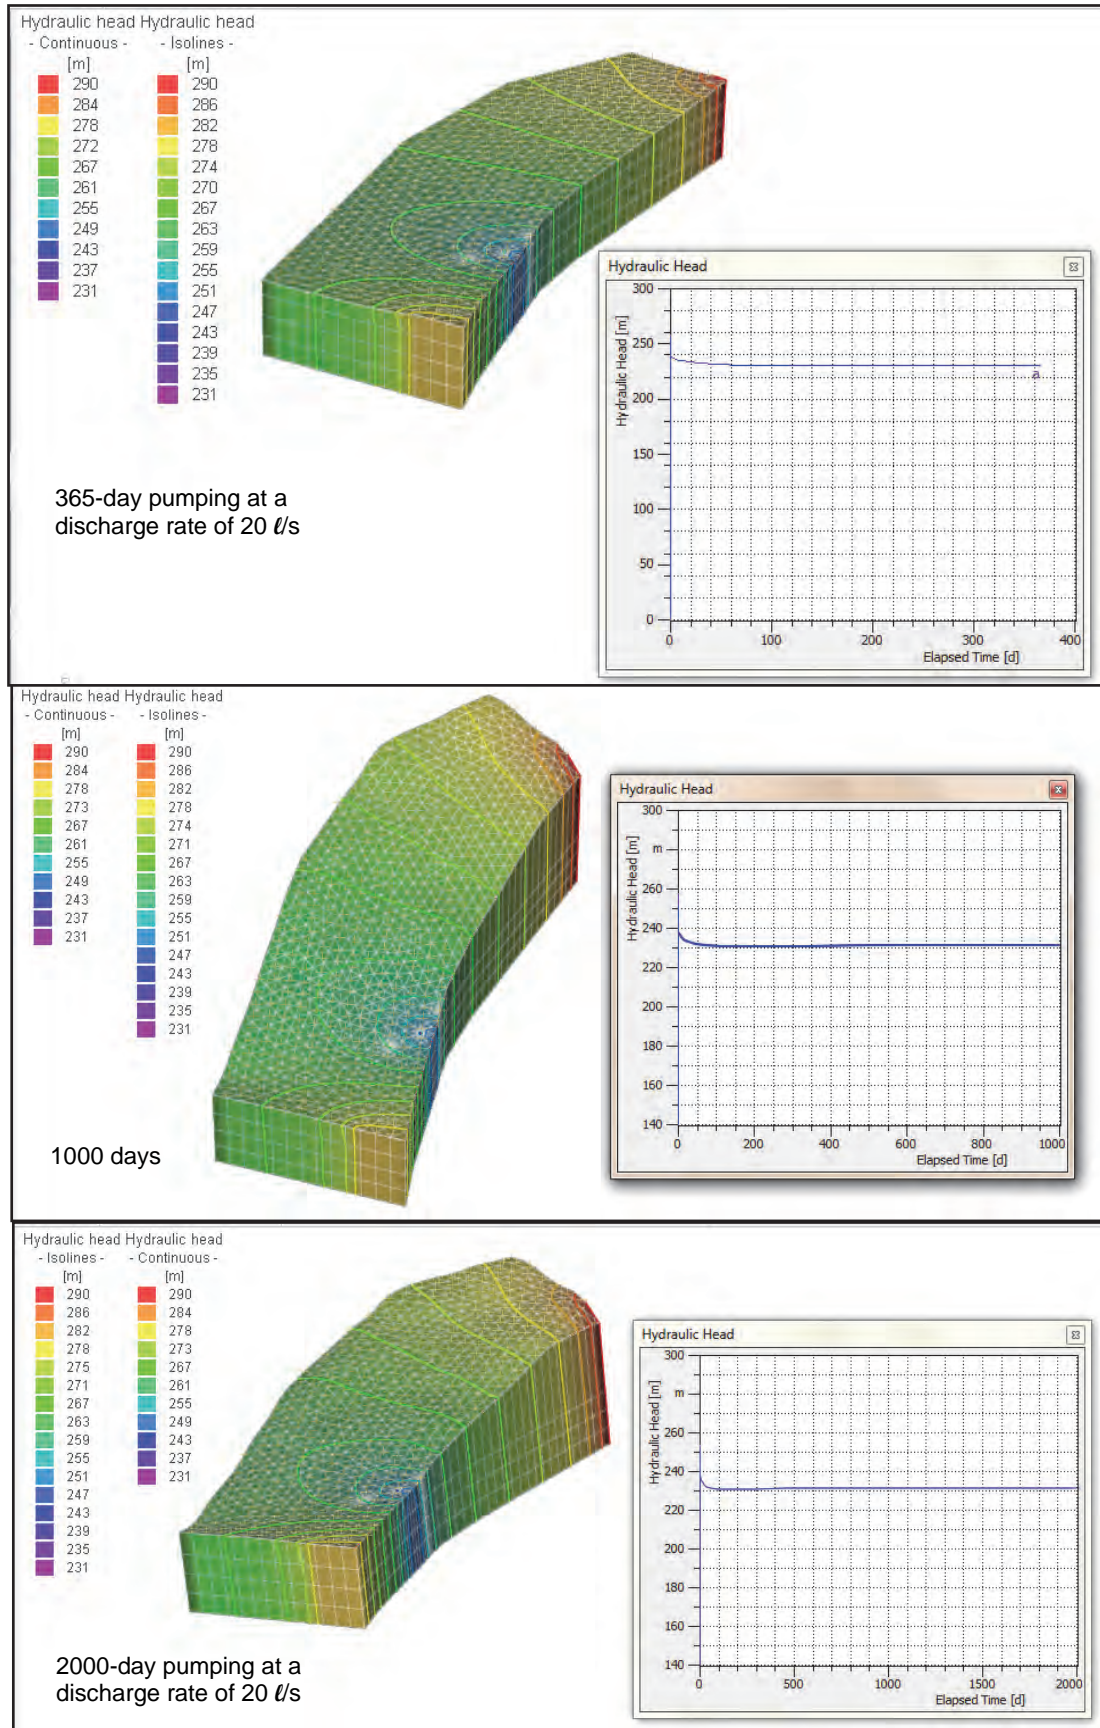 Hydraulic head Hydraulic head
- Continuous - - Isolines -
[m] [m]
290 290
284 286
278 282
272 278
267 274
261 270
255 267
249 263
243 259
237 255
231 251
247
243
239
235
231
365-day pumping at a
discharge rate of 20 ℓ/s
Hydraulic Head
Hydraulic Head [m]
300
250
200
150
100
50
0
a
0 100 200 300 400
Elapsed Time [d]
Hydraulic head Hydraulic head
- Continuous - - Isolines -
[m] [m]
290 290
284 286
278 282
273 278
267 274
261 271
255 267
249 263
243 259
237 255
231 251
247
243
239
235
231
1000 days
Hydraulic Head
Hydraulic Head [m]
300
m
260
240
220
200
180
160
140
0 200 400 600 800 1000
Elapsed Time [d]
Hydraulic head Hydraulic head
- Isolines - - Continuous -
[m] [m]
290 290
286 284
282 278
278 273
275 267
271 261
267 255
263 249
259 243
255 237
251 231
247
243
239
235
231
2000-day pumping at a
discharge rate of 20 ℓ/s
Hydraulic Head
Hydraulic Head [m]
300
m
260
240
220
200
180
160
140
0 500 1000 1500 2000
Elapsed Time [d]